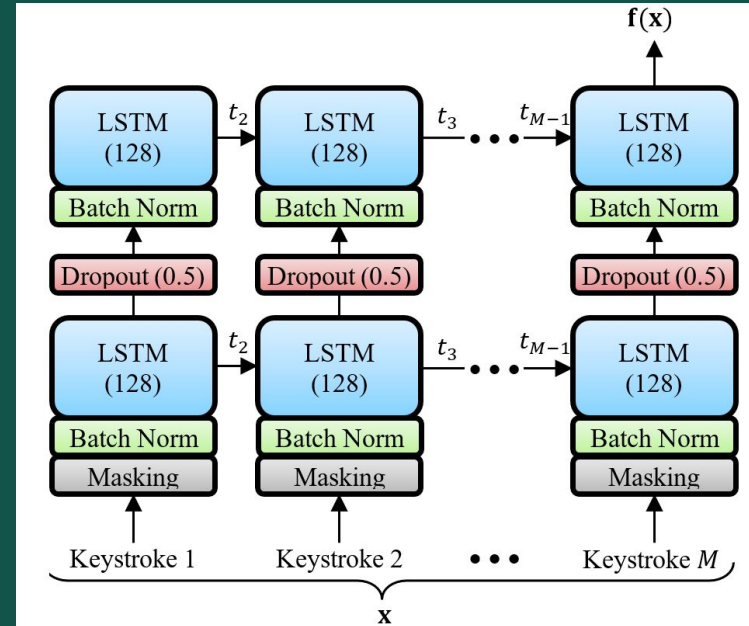 f(x)
LSTM (128) t₂ LSTM (128) t₃ ••• tM−1 LSTM (128)
Batch Norm Batch Norm Batch Norm
Dropout (0.5) Dropout (0.5) Dropout (0.5)
LSTM (128) t₂ LSTM (128) t₃ ••• tM−1 LSTM (128)
Batch Norm Batch Norm Batch Norm
Masking Masking Masking
Keystroke 1 Keystroke 2 ••• Keystroke M
x